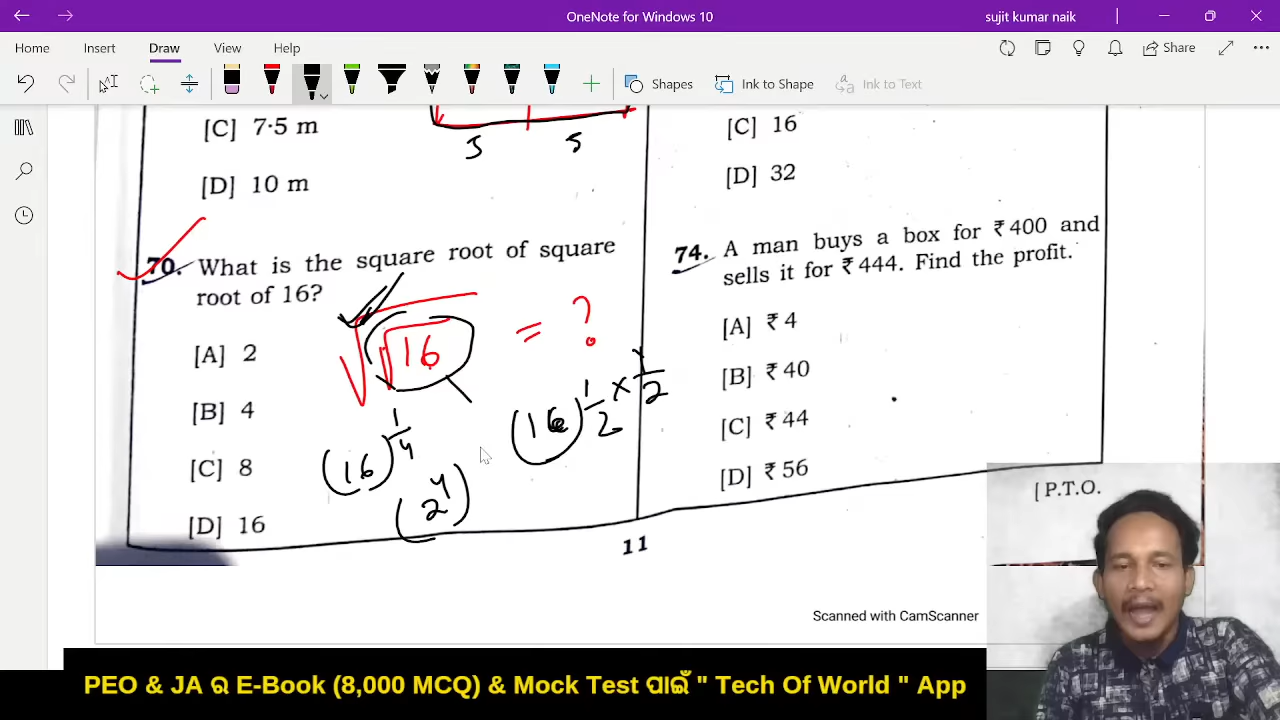 OneNote for Windows 10
sujit kumar naik
Home
Insert
Draw
View
Help
Share
Shapes
Ink to Shape
Ink to Text
[C] 7·5 m
[D] 10 m
5
5
70. What is the square root of square
root of 16?
[A] 2
[B] 4
[C] 8
[D] 16
√√16 = ?
(16)^1/2 × 1/2
(16)^1/4
(2^4)
[C] 16
[D] 32
74. A man buys a box for ₹ 400 and
sells it for ₹ 444. Find the profit.
[A] ₹ 4
[B] ₹ 40
[C] ₹ 44
[D] ₹ 56
[ P.T.O.
11
Scanned with CamScanner
PEO & JA ର E-Book (8,000 MCQ) & Mock Test ପାଇଁ " Tech Of World " App